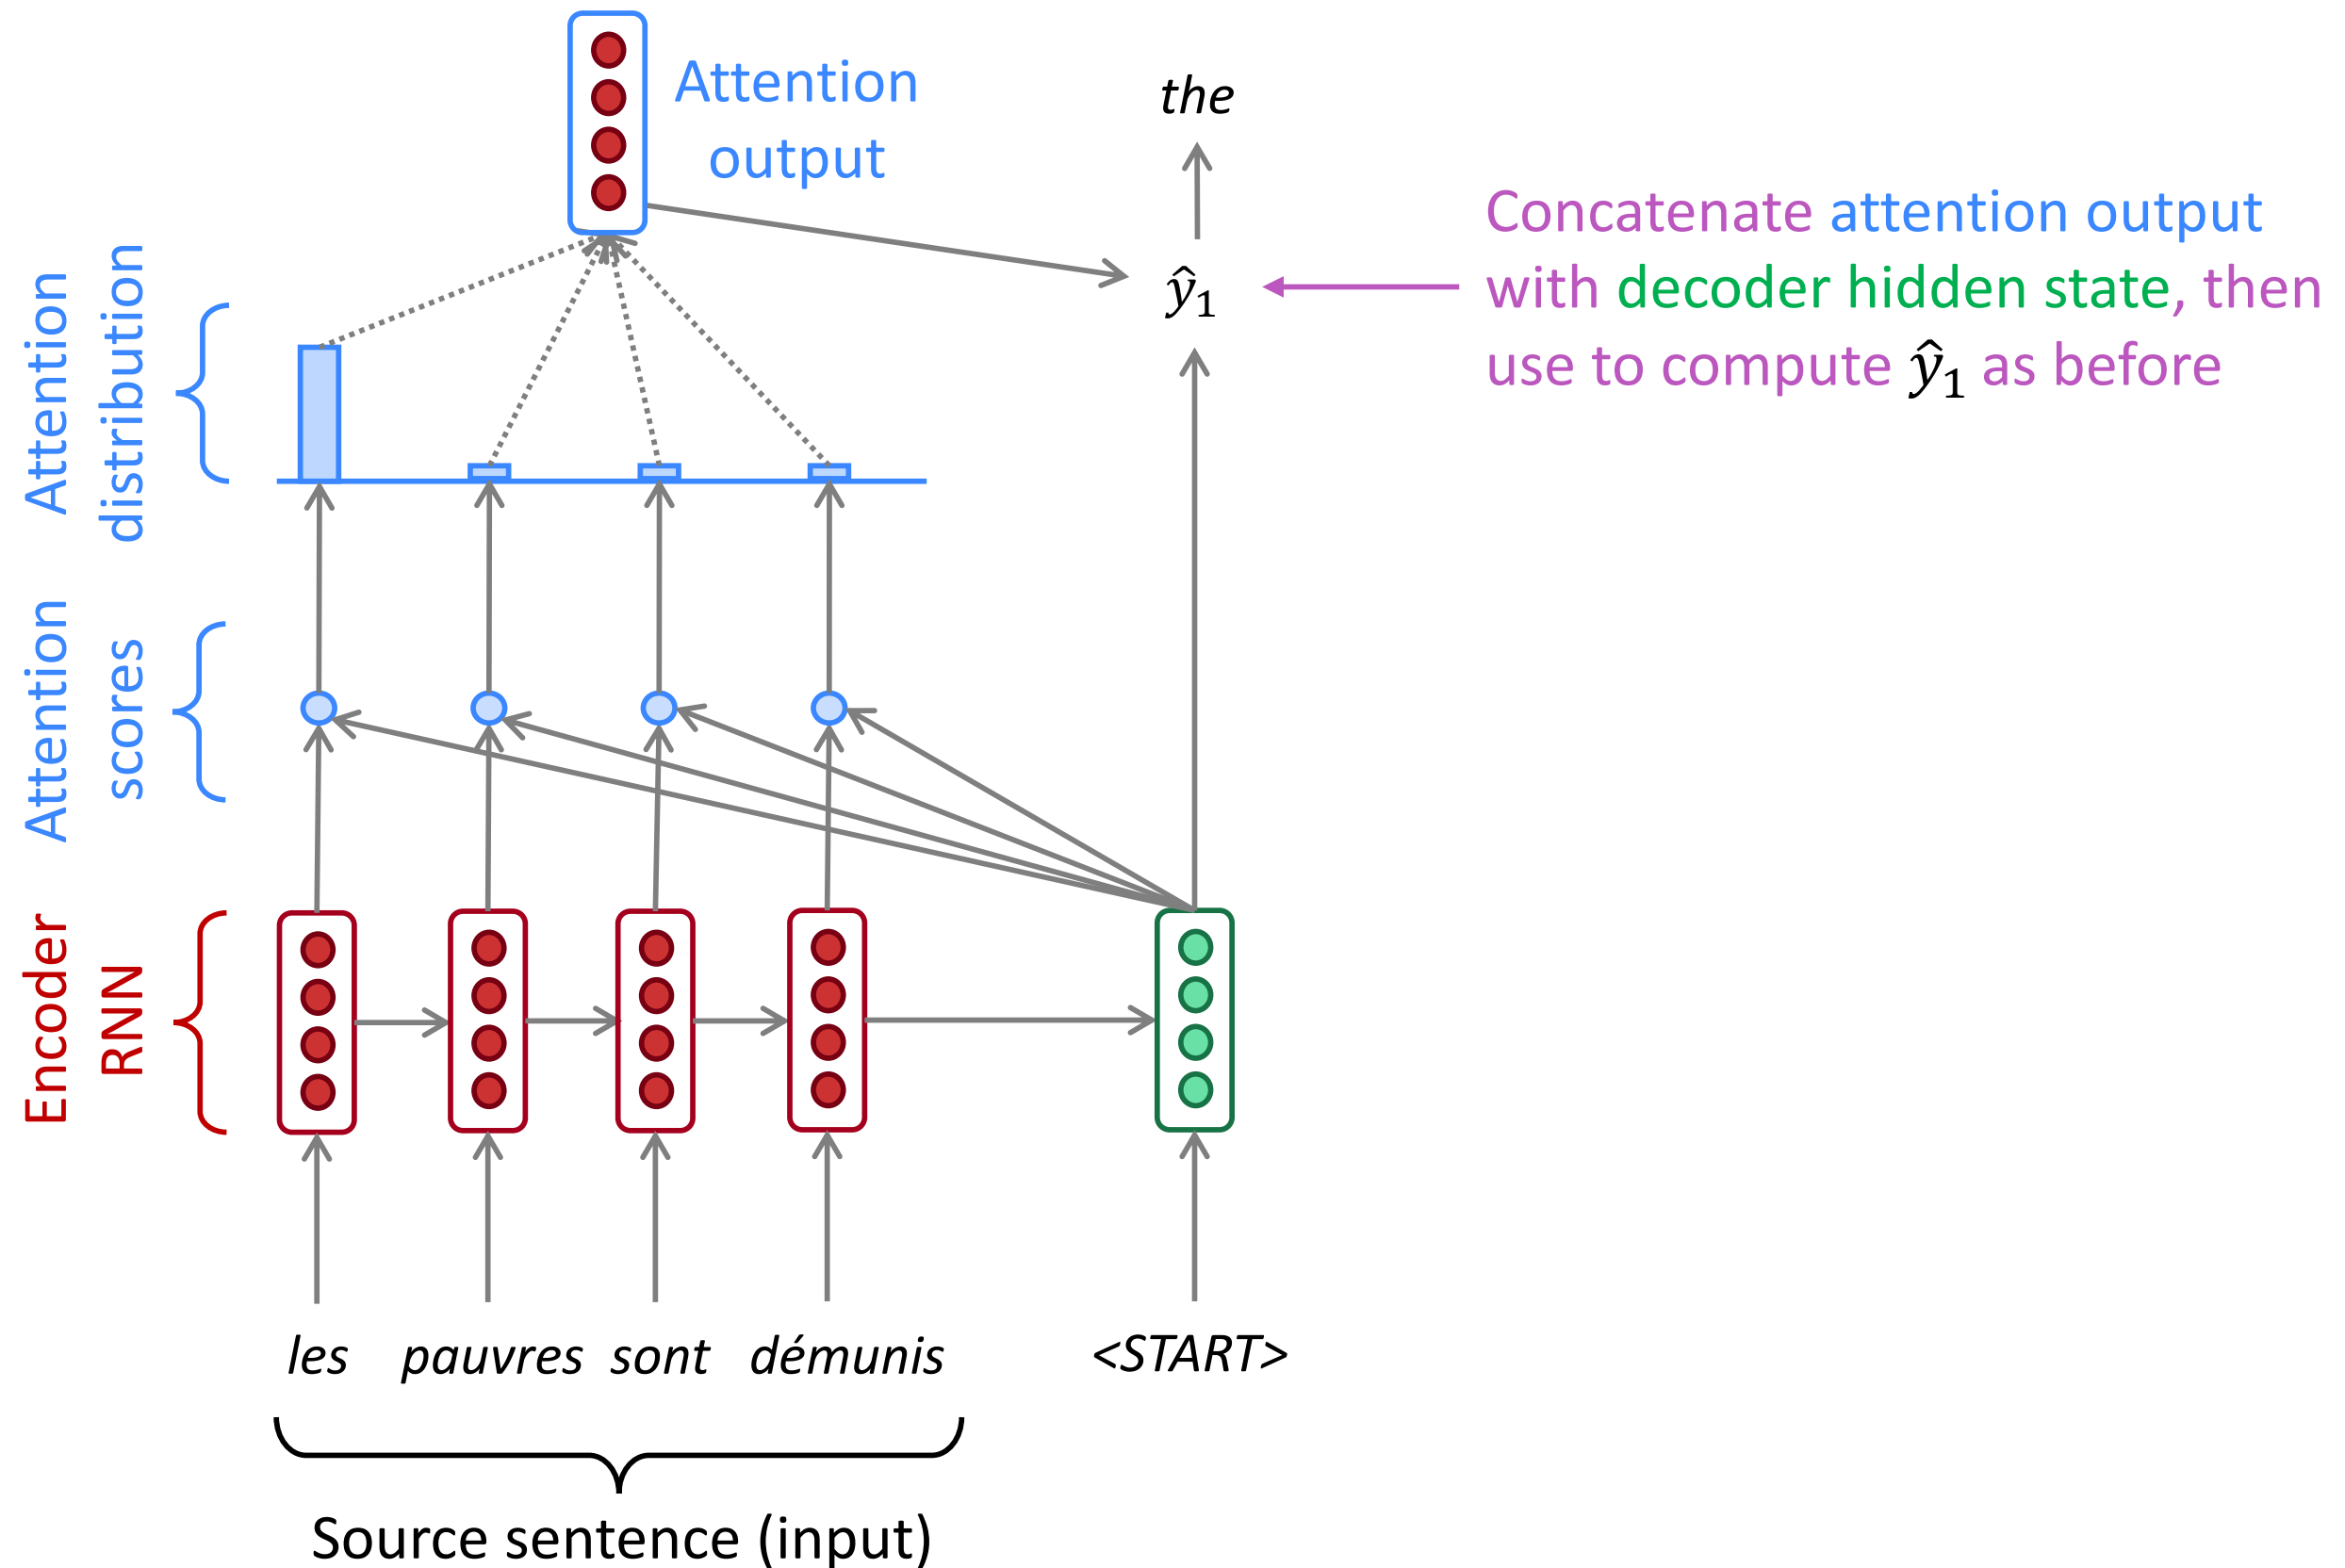 Attention
output
the
Concatenate attention output
with decoder hidden state, then
use to compute ŷ₁ as before
ŷ₁
Attention
distribution
Attention
scores
Encoder
RNN
les pauvres sont démunis <START>
Source sentence (input)